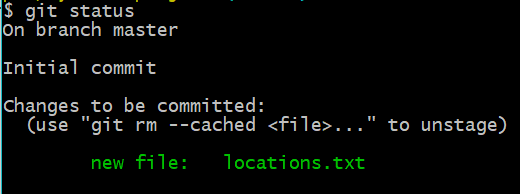 $ git status
On branch master
Initial commit
Changes to be committed:
(use "git rm --cached <file>..." to unstage)
new file: locations.txt